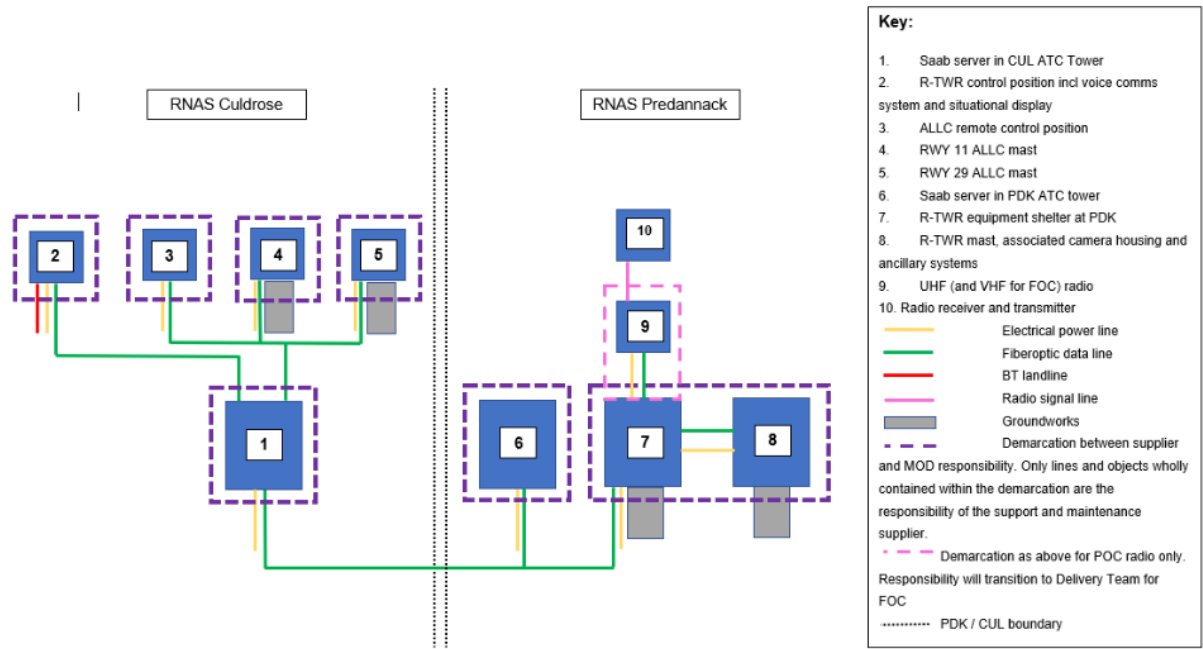 RNAS Culdrose
RNAS Predannack
2
3
4
5
10
9
1
6
7
8
Key:
1. Saab server in CUL ATC Tower
2. R-TWR control position incl voice comms
system and situational display
3. ALLC remote control position
4. RWY 11 ALLC mast
5. RWY 29 ALLC mast
6. Saab server in PDK ATC tower
7. R-TWR equipment shelter at PDK
8. R-TWR mast, associated camera housing and
ancillary systems
9. UHF (and VHF for FOC) radio
10. Radio receiver and transmitter
Electrical power line
Fiberoptic data line
BT landline
Radio signal line
Groundworks
Demarcation between supplier
and MOD responsibility. Only lines and objects wholly
contained within the demarcation are the
responsibility of the support and maintenance
supplier.
Demarcation as above for POC radio only.
Responsibility will transition to Delivery Team for
FOC
PDK / CUL boundary